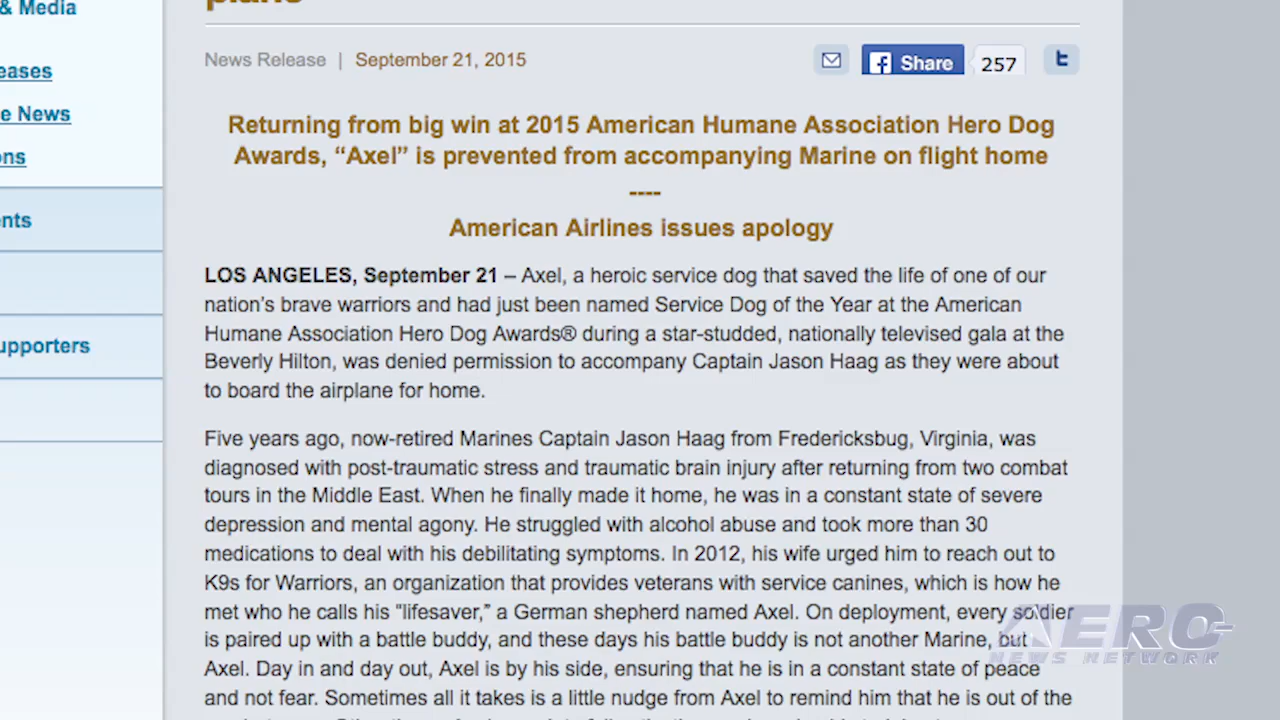 & Media
News Release | September 21, 2015
Share
257
eases
e News
ons
ents
upporters
Returning from big win at 2015 American Humane Association Hero Dog
Awards, “Axel” is prevented from accompanying Marine on flight home
----
American Airlines issues apology
LOS ANGELES, September 21 – Axel, a heroic service dog that saved the life of one of our
nation's brave warriors and had just been named Service Dog of the Year at the American
Humane Association Hero Dog Awards® during a star-studded, nationally televised gala at the
Beverly Hilton, was denied permission to accompany Captain Jason Haag as they were about
to board the airplane for home.
Five years ago, now-retired Marines Captain Jason Haag from Fredericksbug, Virginia, was
diagnosed with post-traumatic stress and traumatic brain injury after returning from two combat
tours in the Middle East. When he finally made it home, he was in a constant state of severe
depression and mental agony. He struggled with alcohol abuse and took more than 30
medications to deal with his debilitating symptoms. In 2012, his wife urged him to reach out to
K9s for Warriors, an organization that provides veterans with service canines, which is how he
met who he calls his “lifesaver,” a German shepherd named Axel. On deployment, every soldier
is paired up with a battle buddy, and these days his battle buddy is not another Marine, but
Axel. Day in and day out, Axel is by his side, ensuring that he is in a constant state of peace
and not fear. Sometimes all it takes is a little nudge from Axel to remind him that he is out of the
AERO
NEWS NETWORK